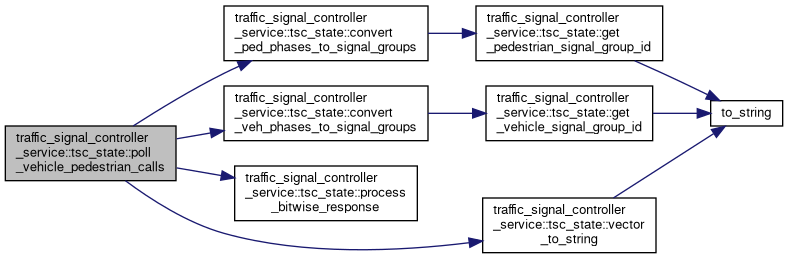 traffic_signal_controller
_service::tsc_state::poll
_vehicle_pedestrian_calls
traffic_signal_controller
_service::tsc_state::convert
_ped_phases_to_signal_groups
traffic_signal_controller
_service::tsc_state::get
_pedestrian_signal_group_id
traffic_signal_controller
_service::tsc_state::convert
_veh_phases_to_signal_groups
traffic_signal_controller
_service::tsc_state::get
_vehicle_signal_group_id
to_string
traffic_signal_controller
_service::tsc_state::process
_bitwise_response
traffic_signal_controller
_service::tsc_state::vector
_to_string